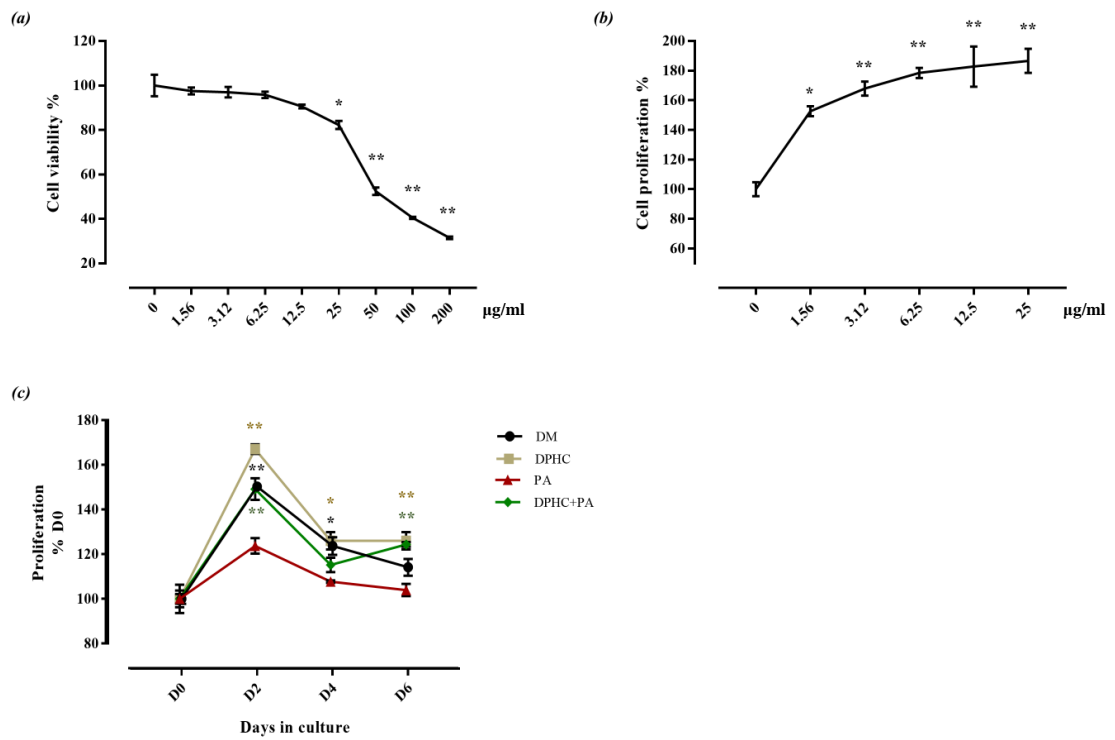 (a)
120
100
80
60
40
20
Cell viability %
*
**
**
**
0
1.56
3.12
6.25
12.5
25
50
100
200
µg/ml
(b)
200
180
160
140
120
100
80
60
Cell proliferation %
*
**
**
**
**
0
1.56
3.12
6.25
12.5
25
µg/ml
(c)
180
160
140
120
100
80
Proliferation
% D0
**
**
**
*
*
**
**
D0
D2
D4
D6
Days in culture
DM
DPHC
PA
DPHC+PA